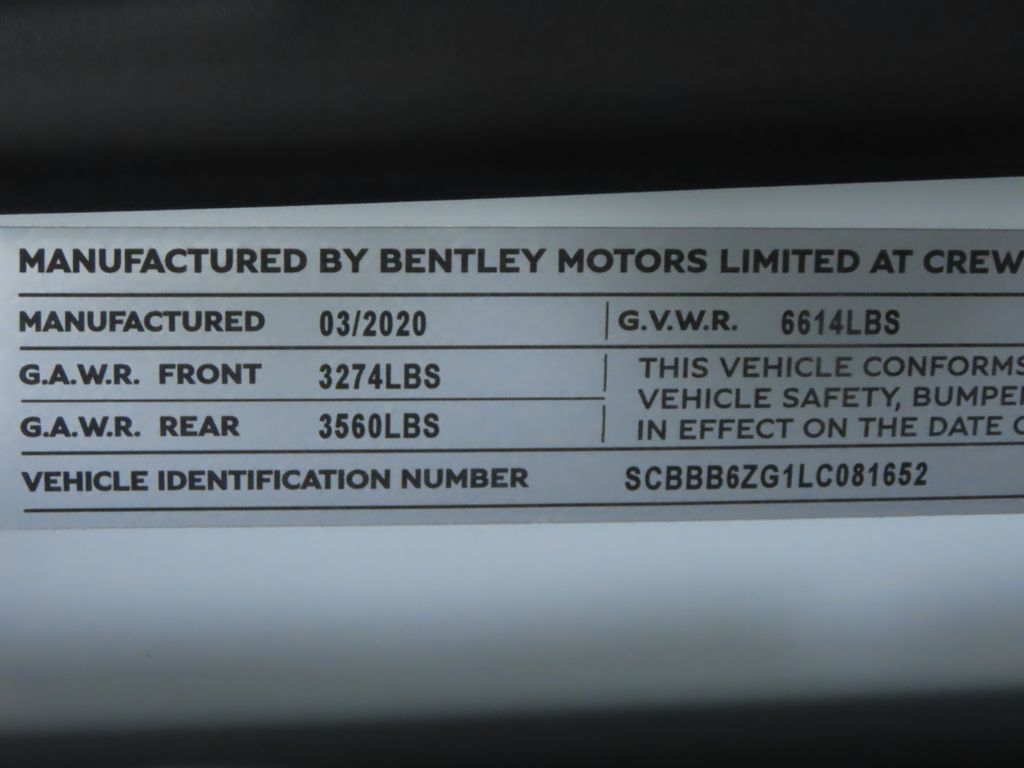 MANUFACTURED BY BENTLEY MOTORS LIMITED AT CREW
MANUFACTURED 03/2020 G.V.W.R. 6614LBS
G.A.W.R. FRONT 3274LBS
THIS VEHICLE CONFORMS
VEHICLE SAFETY, BUMPE
G.A.W.R. REAR 3560LBS
IN EFFECT ON THE DATE
VEHICLE IDENTIFICATION NUMBER SCBBB6ZG1LC081652